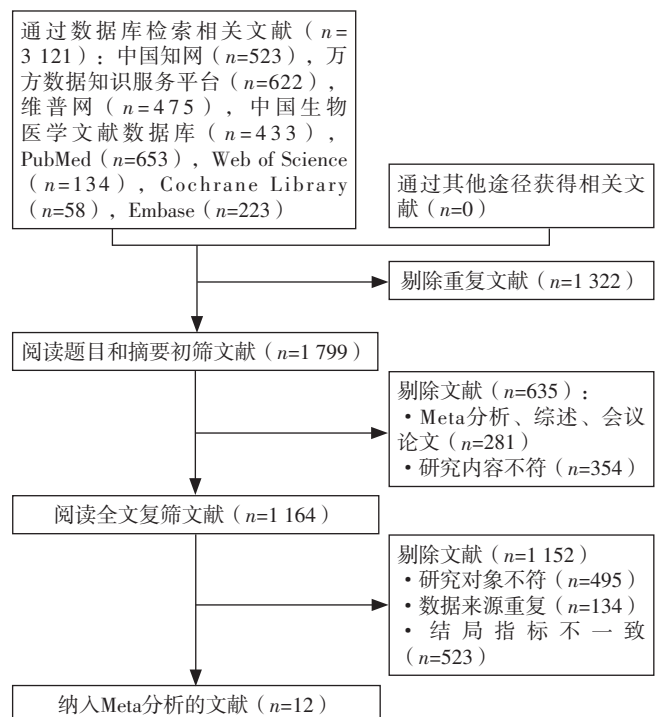 通过数据库检索相关文献（n=
3 121）：中国知网（n=523），万
方数据知识服务平台（n=622），
维普网（n=475），中国生物
医学文献数据库（n=433），
PubMed（n=653），Web of Science
（n=134），Cochrane Library
（n=58），Embase（n=223）
通过其他途径获得相关文
献（n=0）
剔除重复文献（n=1 322）
阅读题目和摘要初筛文献（n=1 799）
剔除文献（n=635）：
·Meta分析、综述、会议
论文（n=281）
·研究内容不符（n=354）
阅读全文复筛文献（n=1 164）
剔除文献（n=1 152）
·研究对象不符（n=495）
·数据来源重复（n=134）
·结局指标不一致
（n=523）
纳入Meta分析的文献（n=12）